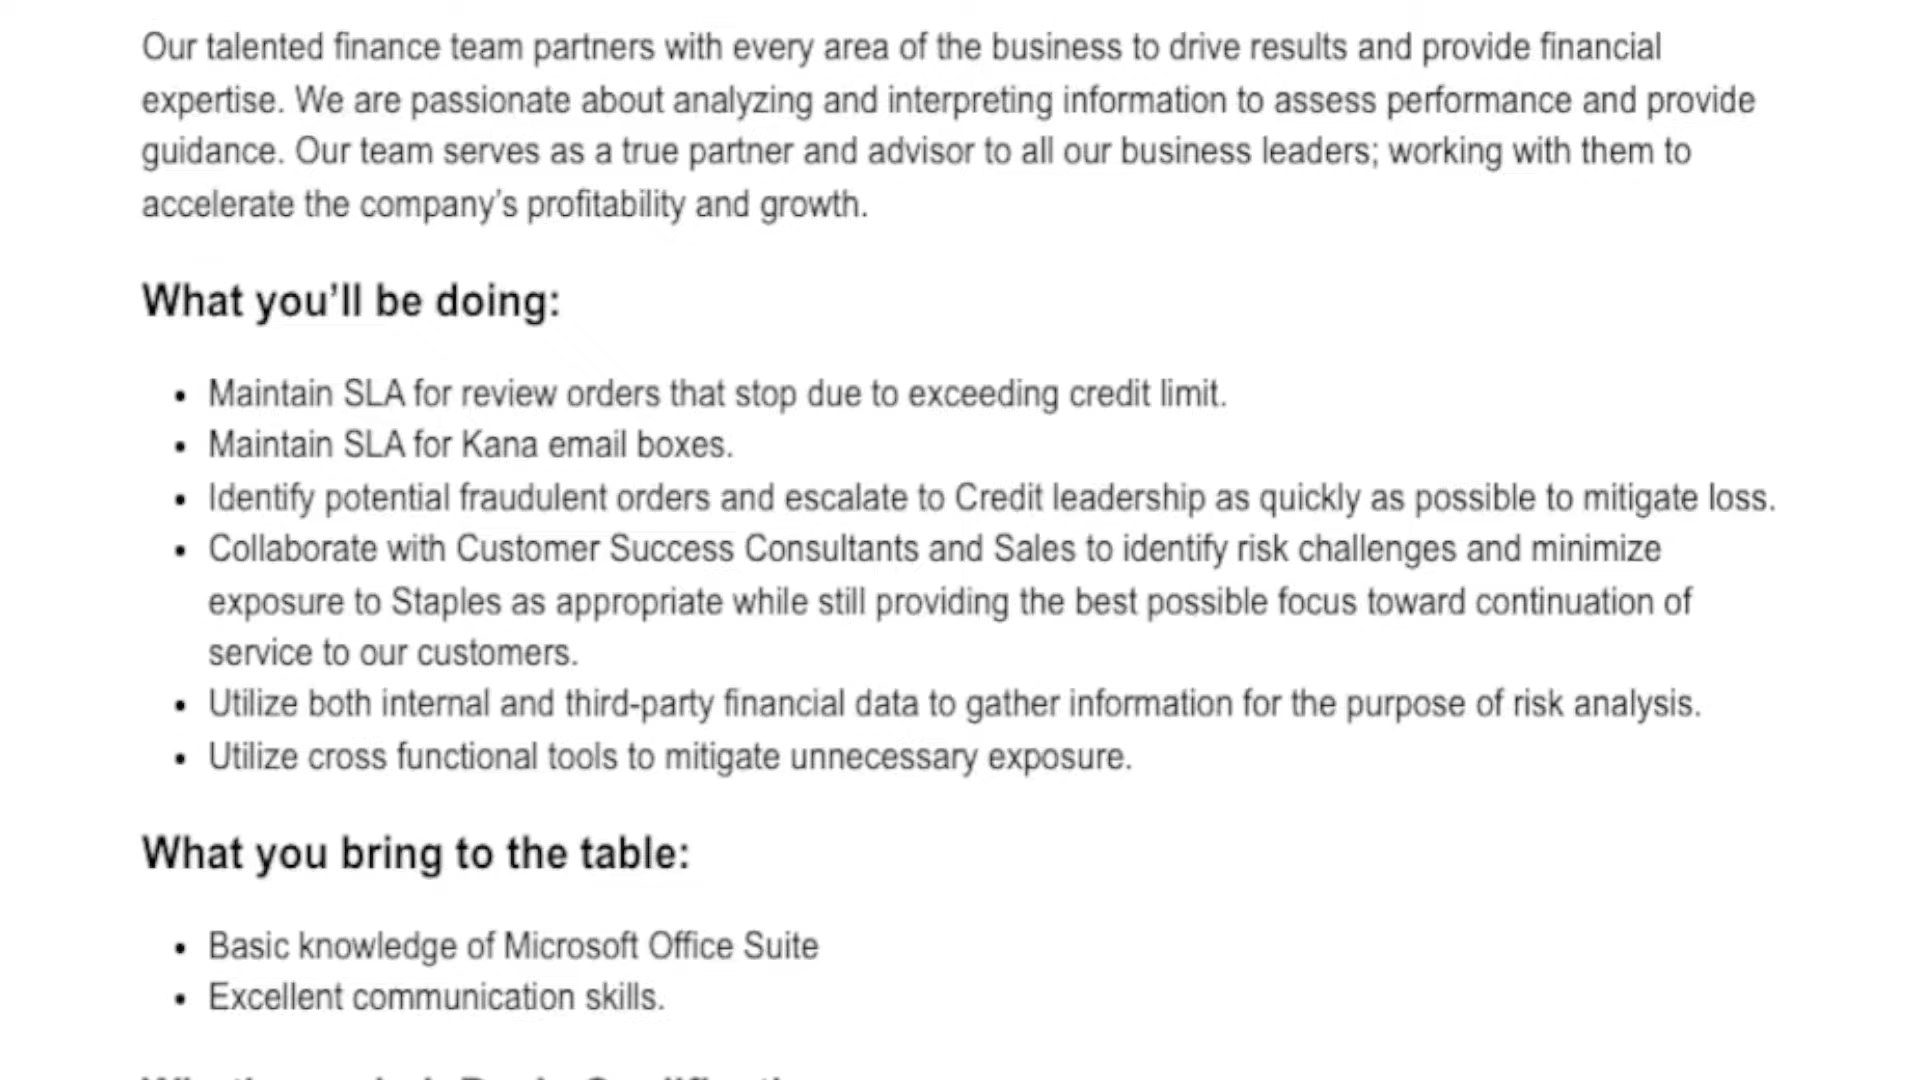 Our talented finance team partners with every area of the business to drive results and provide financial
expertise. We are passionate about analyzing and interpreting information to assess performance and provide
guidance. Our team serves as a true partner and advisor to all our business leaders; working with them to
accelerate the company’s profitability and growth.
What you’ll be doing:
• Maintain SLA for review orders that stop due to exceeding credit limit.
• Maintain SLA for Kana email boxes.
• Identify potential fraudulent orders and escalate to Credit leadership as quickly as possible to mitigate loss.
• Collaborate with Customer Success Consultants and Sales to identify risk challenges and minimize
exposure to Staples as appropriate while still providing the best possible focus toward continuation of
service to our customers.
• Utilize both internal and third-party financial data to gather information for the purpose of risk analysis.
• Utilize cross functional tools to mitigate unnecessary exposure.
What you bring to the table:
• Basic knowledge of Microsoft Office Suite
• Excellent communication skills.